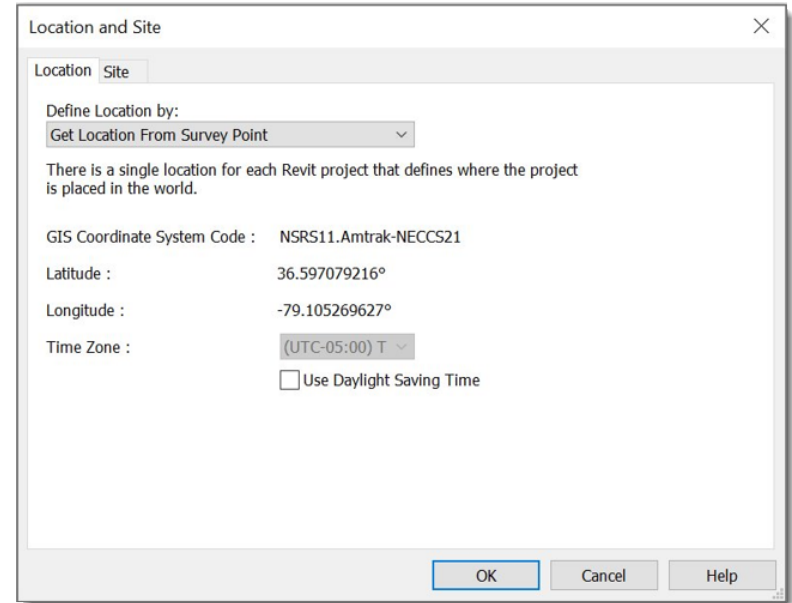 Location and Site
Location Site
Define Location by:
Get Location From Survey Point
There is a single location for each Revit project that defines where the project
is placed in the world.
GIS Coordinate System Code : NSRS11.Amtrak-NECCS21
Latitude : 36.597079216°
Longitude : -79.105269627°
Time Zone : (UTC-05:00) T
Use Daylight Saving Time
OK Cancel Help